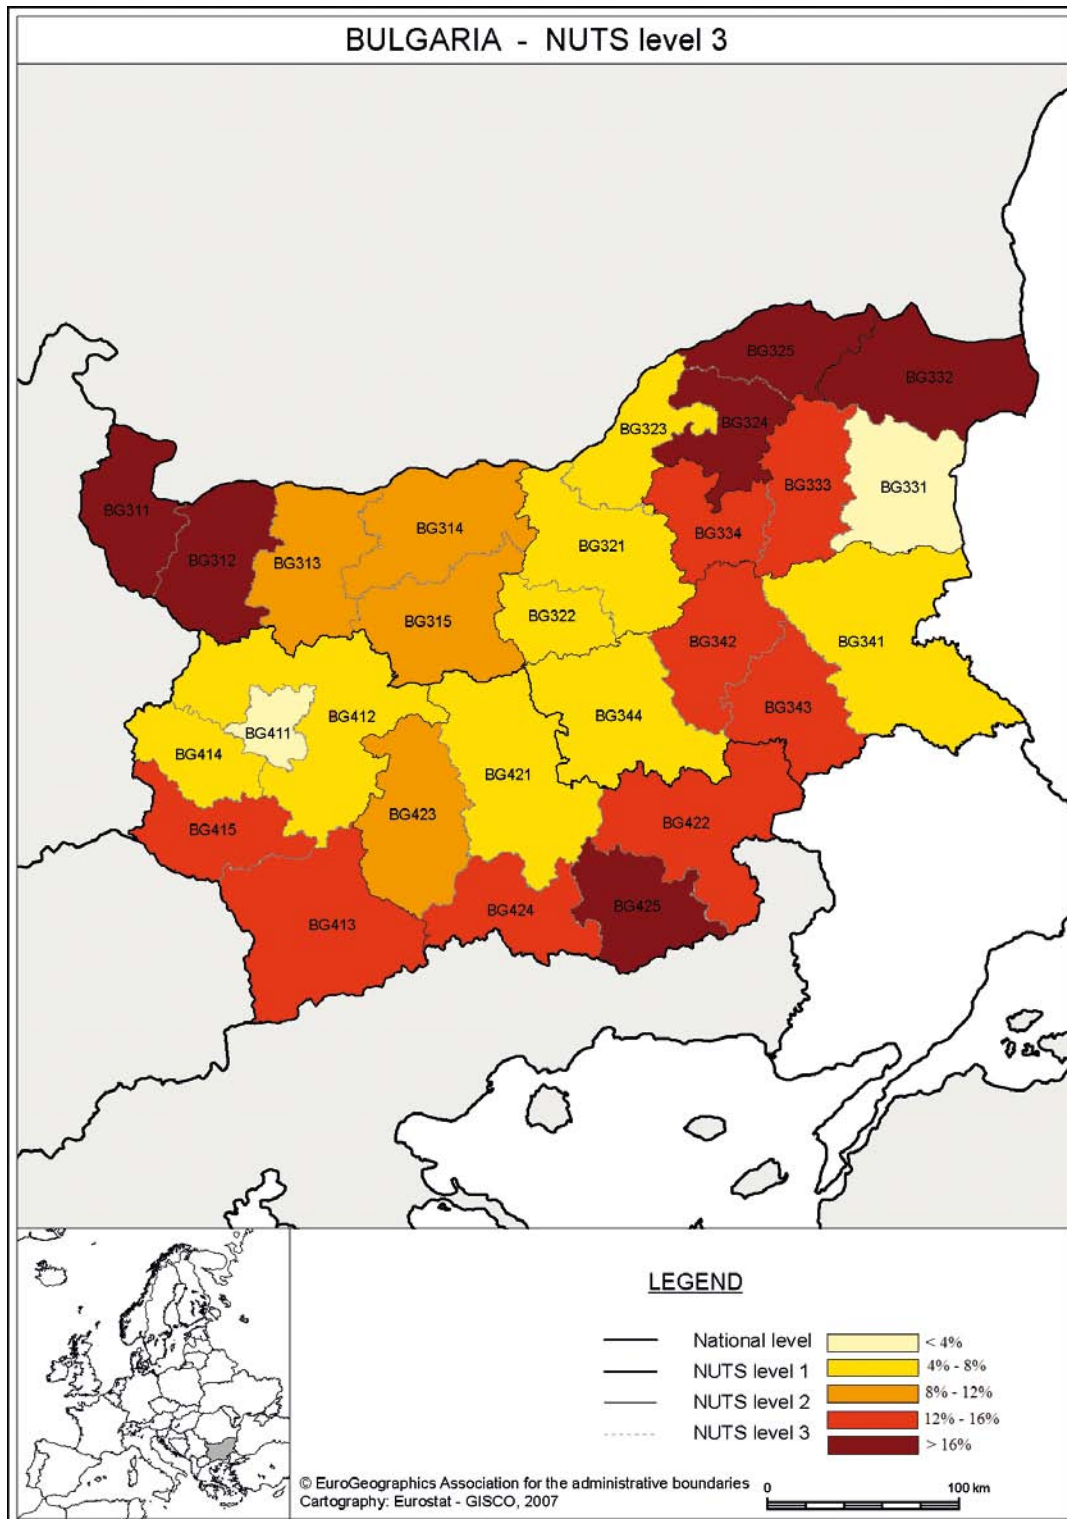 BULGARIA - NUTS level 3
BG325
BG332
BG323
BG324
BG311
BG333
BG331
BG314
BG334
BG312
BG313
BG321
BG315
BG322
BG342
BG341
BG343
BG412
BG344
BG411
BG414
BG421
BG423
BG422
BG415
BG425
BG424
BG413
LEGEND
National level
< 4%
NUTS level 1
4% - 8%
NUTS level 2
8% - 12%
NUTS level 3
12% - 16%
> 16%
© EuroGeographics Association for the administrative boundaries
Cartography: Eurostat - GISCO, 2007
0 100 km